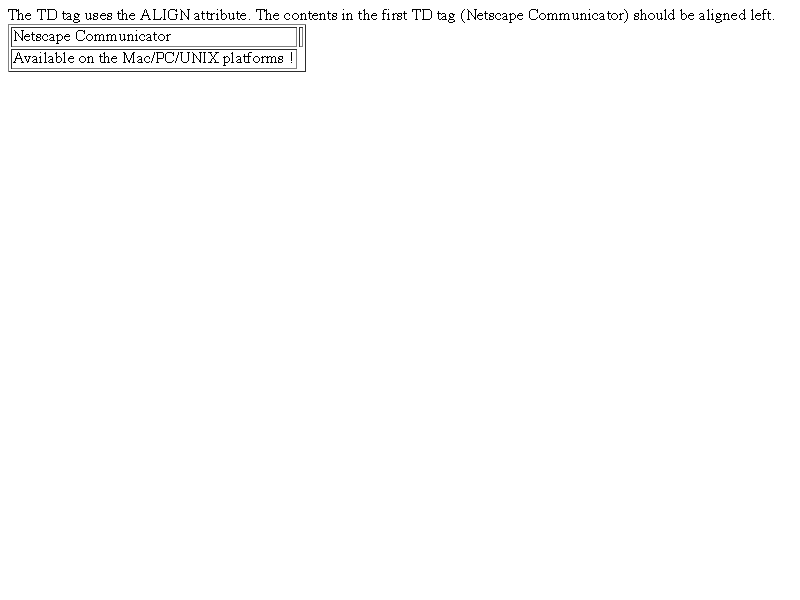 The TD tag uses the ALIGN attribute. The contents in the first TD tag (Netscape Communicator) should be aligned left.
Netscape Communicator
Available on the Mac/PC/UNIX platforms !